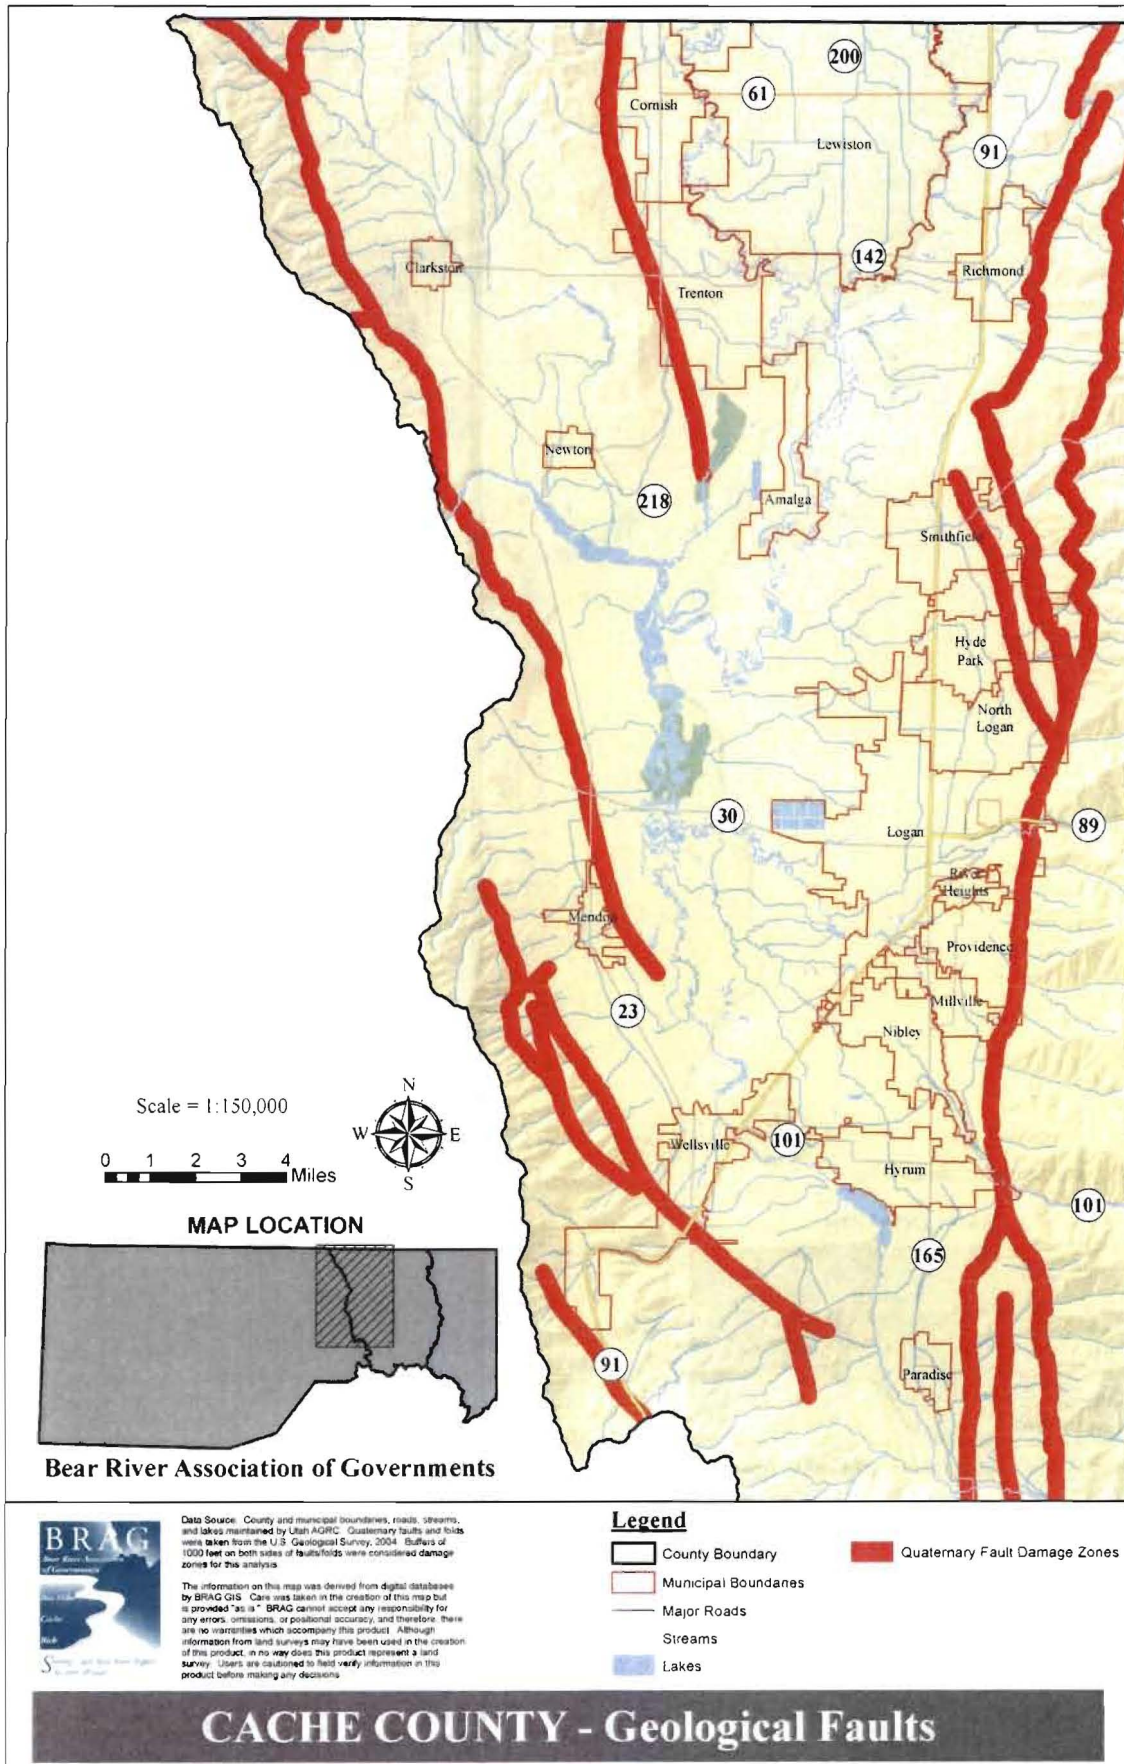 200
61
Cornish
Lewiston
91
142
Clarkston
Richmond
Trenton
Newton
218
Amalga
Smithfield
Hyde
Park
North
Logan
30
Logan
89
River
Heights
Mendon
Providence
Millville
23
Nibley
Scale = 1:150,000
N
W
E
S
0 1 2 3 4
Miles
Wellsville
101
Hyrum
101
165
MAP LOCATION
91
Paradise
Bear River Association of Governments
BRAG
Bear River Association
of Governments
Box Elder
Cache
Rich
Data Source: County and municipal boundaries, roads, streams,
and lakes maintained by Utah AGRC. Quaternary faults and folds
were taken from the U.S. Geological Survey, 2004. Buffers of
1000 feet on both sides of faults/folds were considered damage
zones for this analysis
The information on this map was derived from digital databases
by BRAG GIS. Care was taken in the creation of this map but
is provided "as is." BRAG cannot accept any responsibility for
any errors, omissions, or positional accuracy, and therefore, there
are no warranties which accompany this product. Although
information from land surveys may have been used in the creation
of this product, in no way does this product represent a land
survey. Users are cautioned to field verify information in this
product before making any decisions
Legend
County Boundary
Municipal Boundaries
Major Roads
Streams
Lakes
Quaternary Fault Damage Zones
CACHE COUNTY - Geological Faults